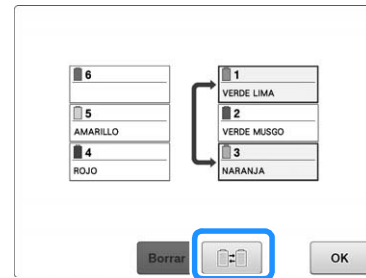 6
1
VERDE LIMA
5
AMARILLO
2
VERDE MUSGO
4
ROJO
3
NARANJA
Borrar
OK